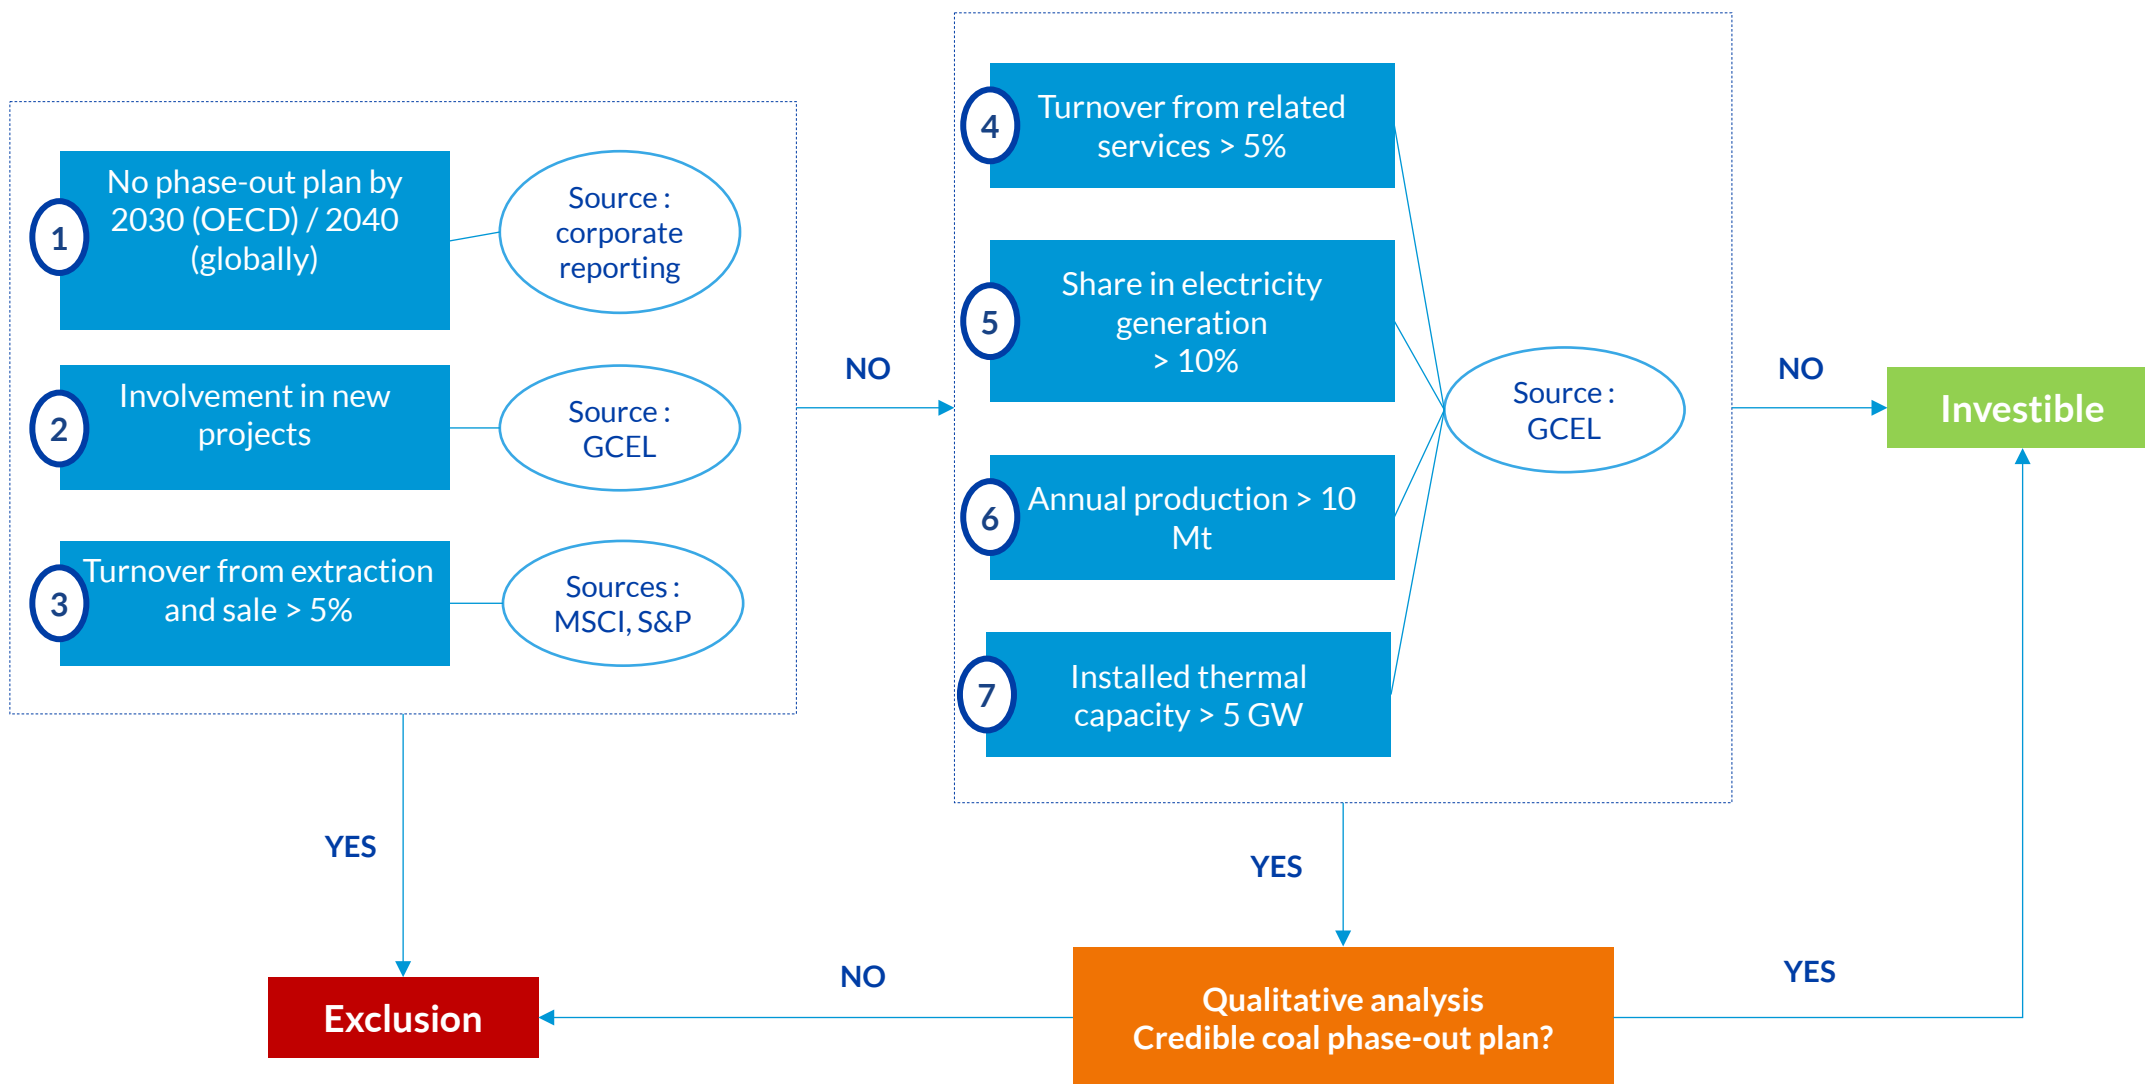 1
No phase-out plan by
2030 (OECD) / 2040
(globally)
Source :
corporate
reporting
2
Involvement in new
projects
Source :
GCEL
3
Turnover from extraction
and sale > 5%
Sources :
MSCI, S&P
NO
4
Turnover from related
services > 5%
5
Share in electricity
generation
> 10%
6
Annual production > 10
Mt
7
Installed thermal
capacity > 5 GW
Source :
GCEL
NO
Investible
YES
YES
Exclusion
NO
Qualitative analysis
Credible coal phase-out plan?
YES